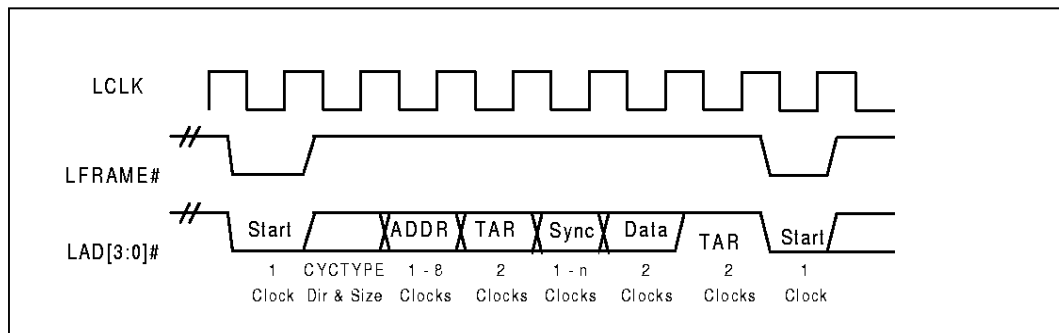 LCLK
LFRAME#
LAD[3:0]#
Start ADDR TAR Sync Data TAR Start
1 CYCTYPE 1 - 8 2 1 - n 2 2 1
Clock Dir & Size Clocks Clocks Clocks Clocks Clocks Clock